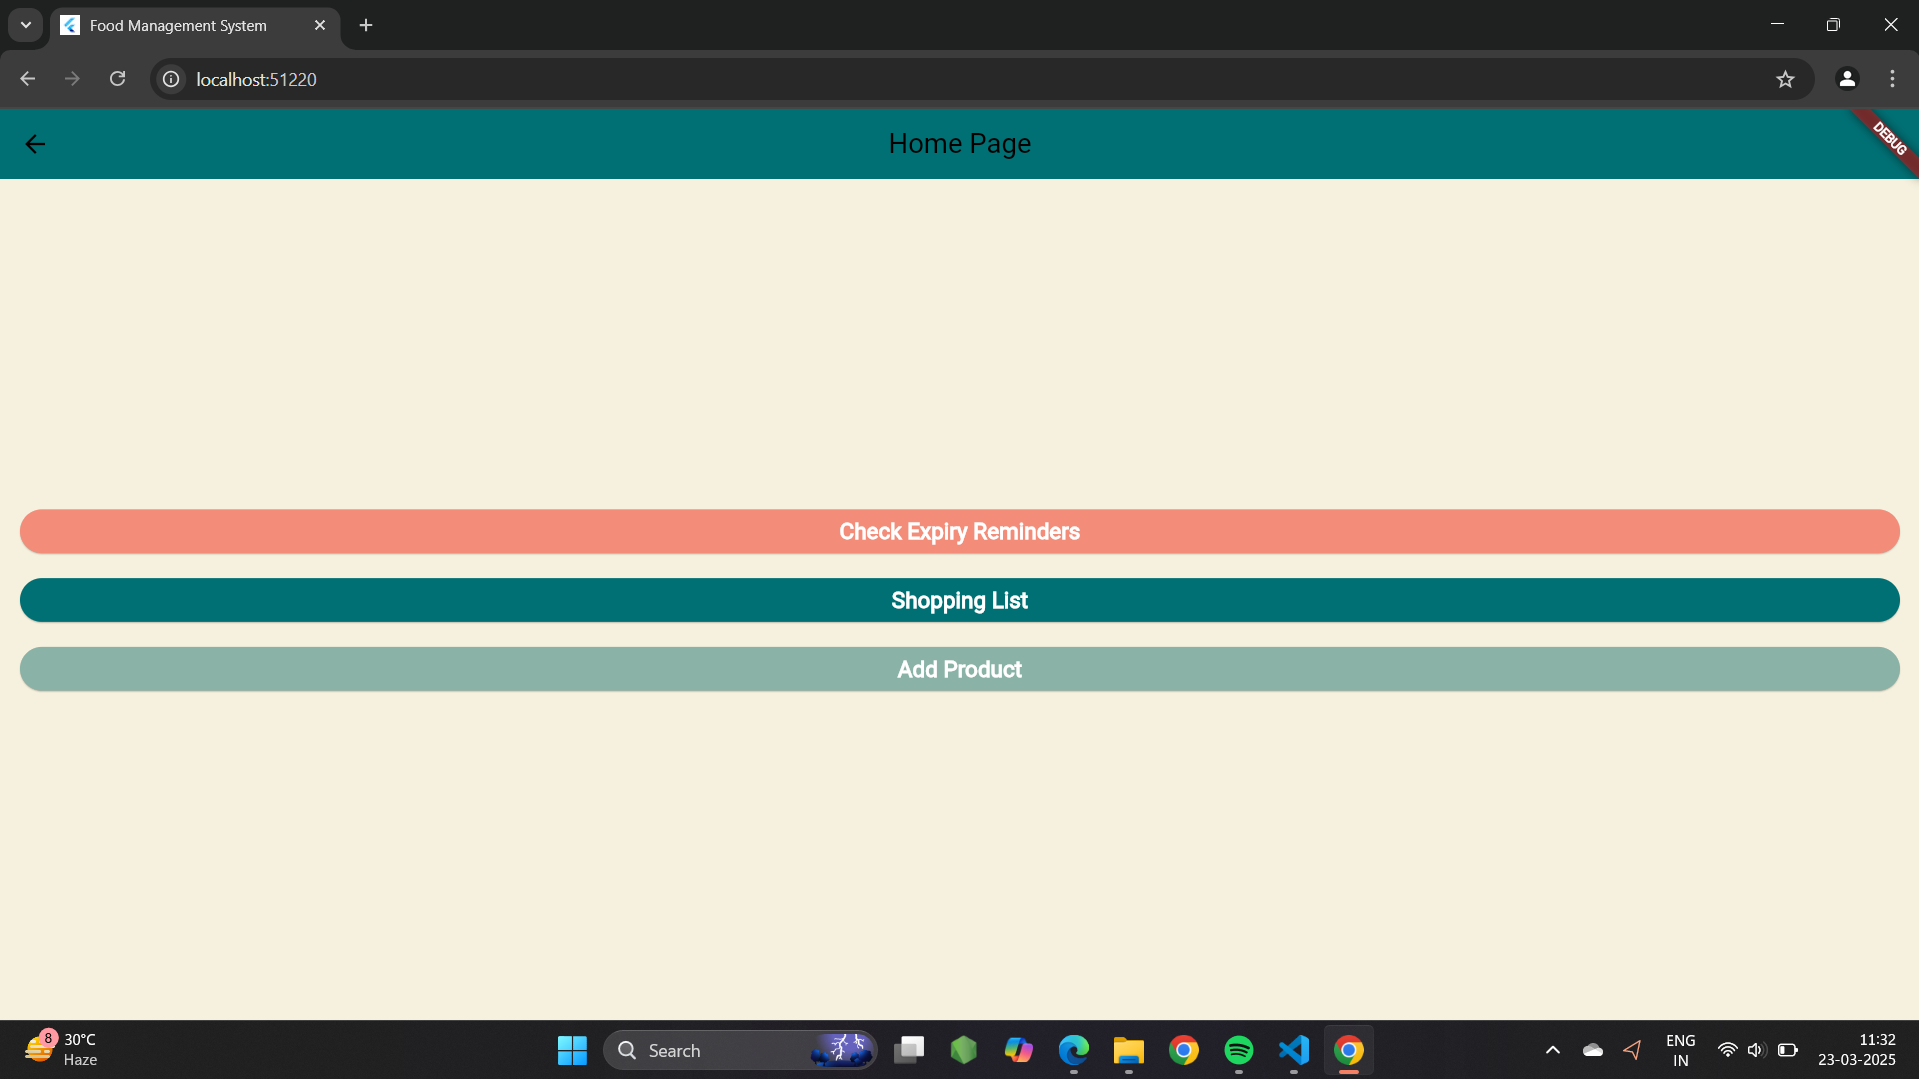 Food Management System
localhost:51220
Home Page
DEBUG
Check Expiry Reminders
Shopping List
Add Product
8
30°C
Haze
Search
ENG
IN
11:32
23-03-2025